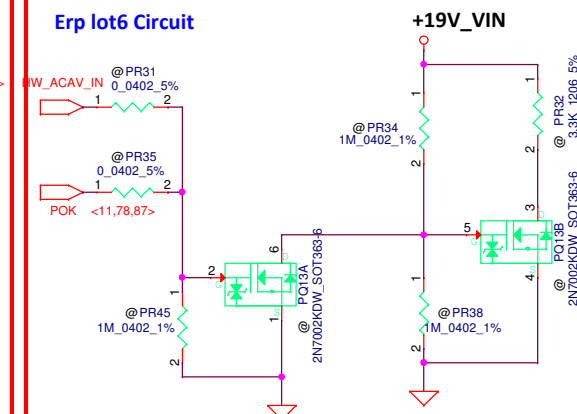 Erp lot6 Circuit
+19V_VIN
HW_ACAV_IN
@PR31
0_0402_5%
1
2
@PR35
0_0402_5%
1
2
POK
<11,78,87>
@PR34
1M_0402_1%
1
2
@ PR32
3.3K_1206_5%
1
2
2
G
6
D
S
1
@ PQ13A
2N7002KDW_SOT363-6
5
G
3
D
S
4
@ PQ13B
2N7002KDW_SOT363-6
@PR45
1M_0402_1%
1
2
@PR38
1M_0402_1%
1
2